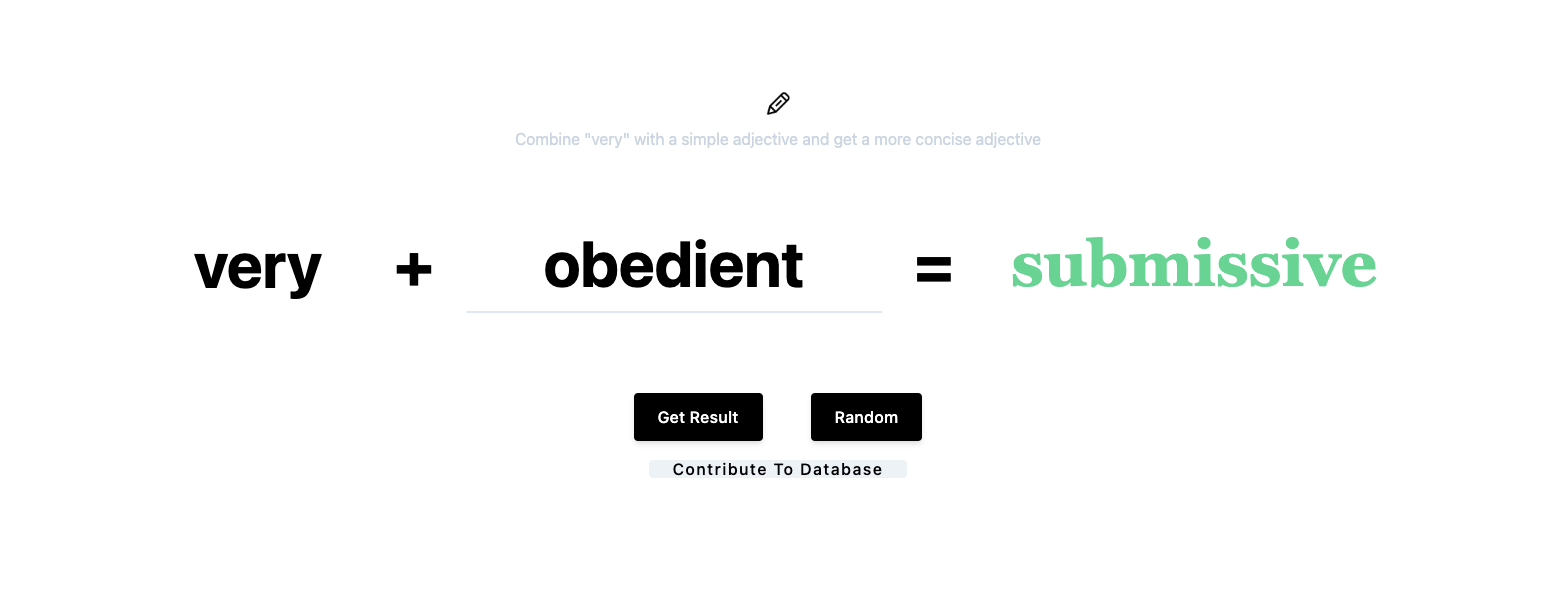 Combine "very" with a simple adjective and get a more concise adjective
very + obedient = submissive
Get Result Random
Contribute To Database